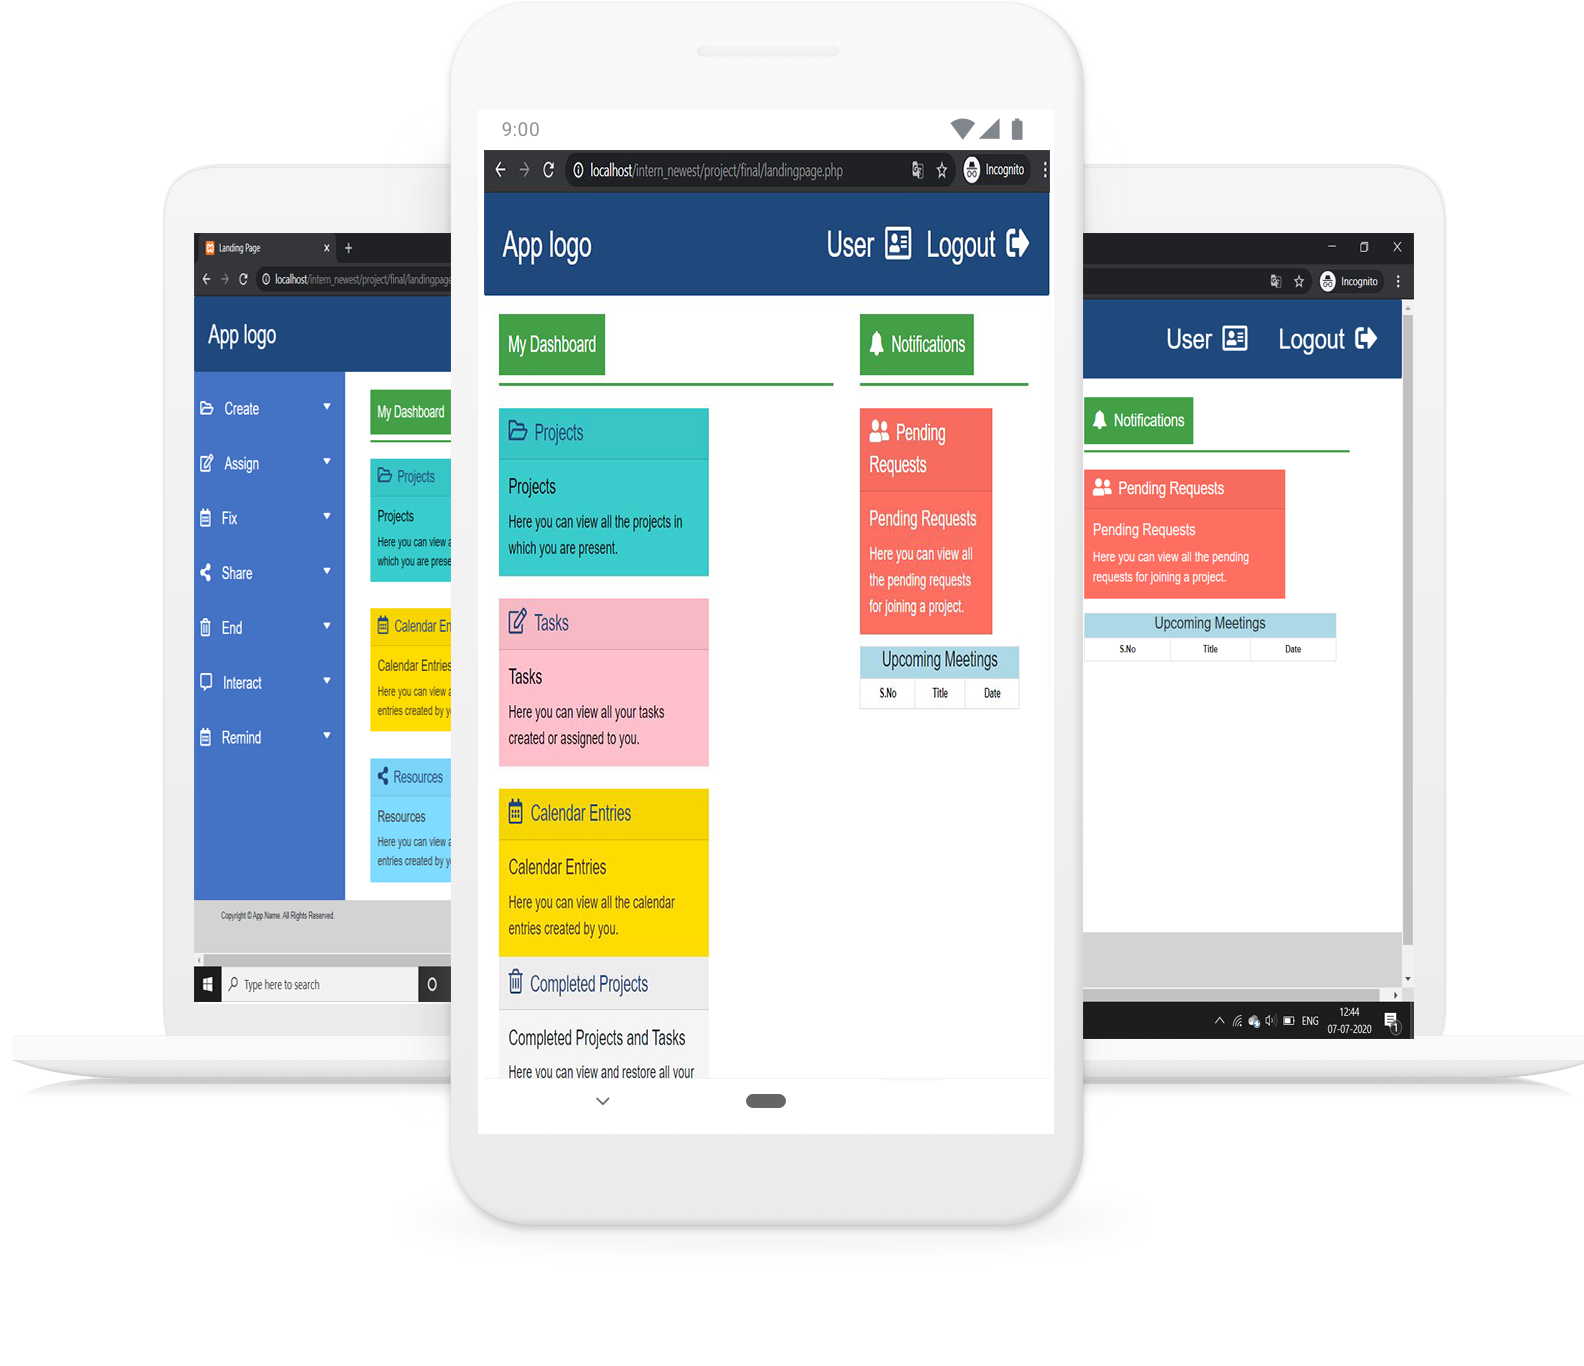 Landing Page
localhost/intern_newest/project/final/landingpage
App logo
Create
Assign
Fix
Share
End
Interact
Remind
My Dashboard
Projects
Projects
Here you can view
which you are
Calendar
Calendar Entries
Here you can view
entries created by
Resources
Resources
Here you can view
entries created by
Copyright © App Name. All Rights Reserved.
Type here to search
9:00
localhost/intern_newest/project/final/landingpage.php
Incognito
App logo
User
Logout
My Dashboard
Projects
Projects
Here you can view all the projects in
which you are present.
Tasks
Tasks
Here you can view all your tasks
created or assigned to you.
Calendar Entries
Calendar Entries
Here you can view all the calendar
entries created by you.
Completed Projects
Completed Projects and Tasks
Here you can view and restore all your
Notifications
Pending
Requests
Pending Requests
Here you can view all
the pending requests
for joining a project.
Upcoming Meetings
S.No Title Date
Incognito
User
Logout
Notifications
Pending Requests
Pending Requests
Here you can view all the pending
requests for joining a project.
Upcoming Meetings
S.No Title Date
ENG
12:44
07-07-2020
1